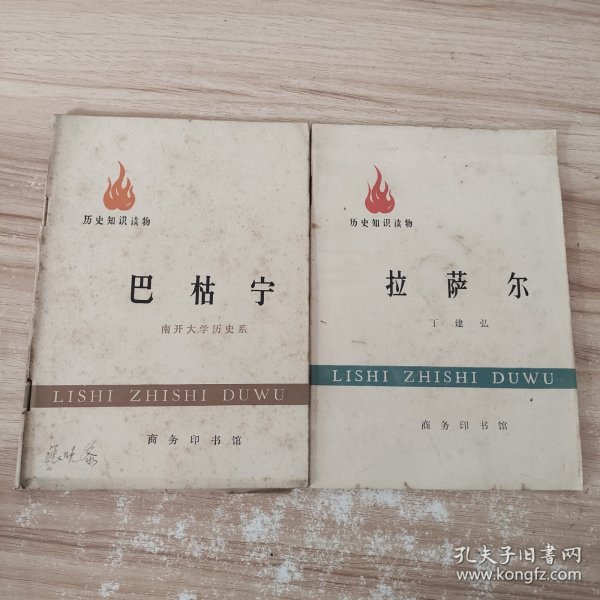 历史知识读物
巴枯宁
南开大学历史系
LISHI ZHISHI DUWU
商务印书馆
历史知识读物
拉萨尔
丁建弘
LISHI ZHISHI DUWU
商务印书馆
孔夫子旧书网
www.kongfz.com